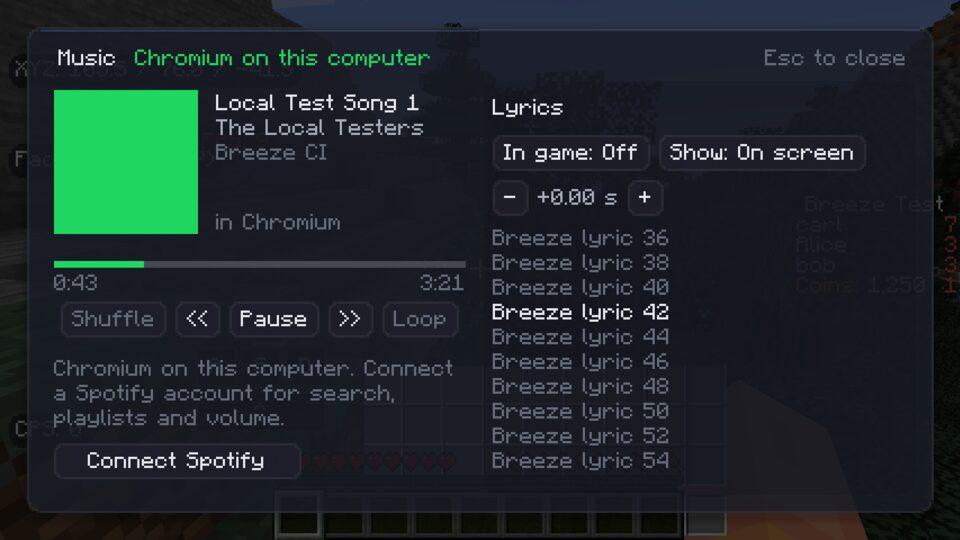 Music Chromium on this computer
Esc to close
Local Test Song 1
The Local Testers
Breeze CI
in Chromium
0:43
3:21
Shuffle
<<
Pause
>>
Loop
Chromium on this computer. Connect
a Spotify account for search,
playlists and volume.
Connect Spotify
Lyrics
In game: Off
Show: On screen
- +0.00 s +
Breeze lyric 36
Breeze lyric 38
Breeze lyric 40
Breeze lyric 42
Breeze lyric 44
Breeze lyric 46
Breeze lyric 48
Breeze lyric 50
Breeze lyric 52
Breeze lyric 54
Breeze Test
carl 7
Alice 3
bob 3
Coins: 1,250 1